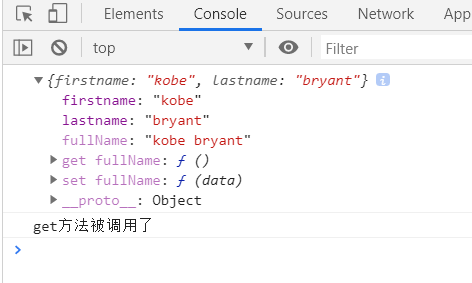 Elements Console Sources Network App
top Filter
{firstname: "kobe", lastname: "bryant"} i
firstname: "kobe"
lastname: "bryant"
fullName: "kobe bryant"
get fullName: ƒ ()
set fullName: ƒ (data)
__proto__: Object
get方法被调用了